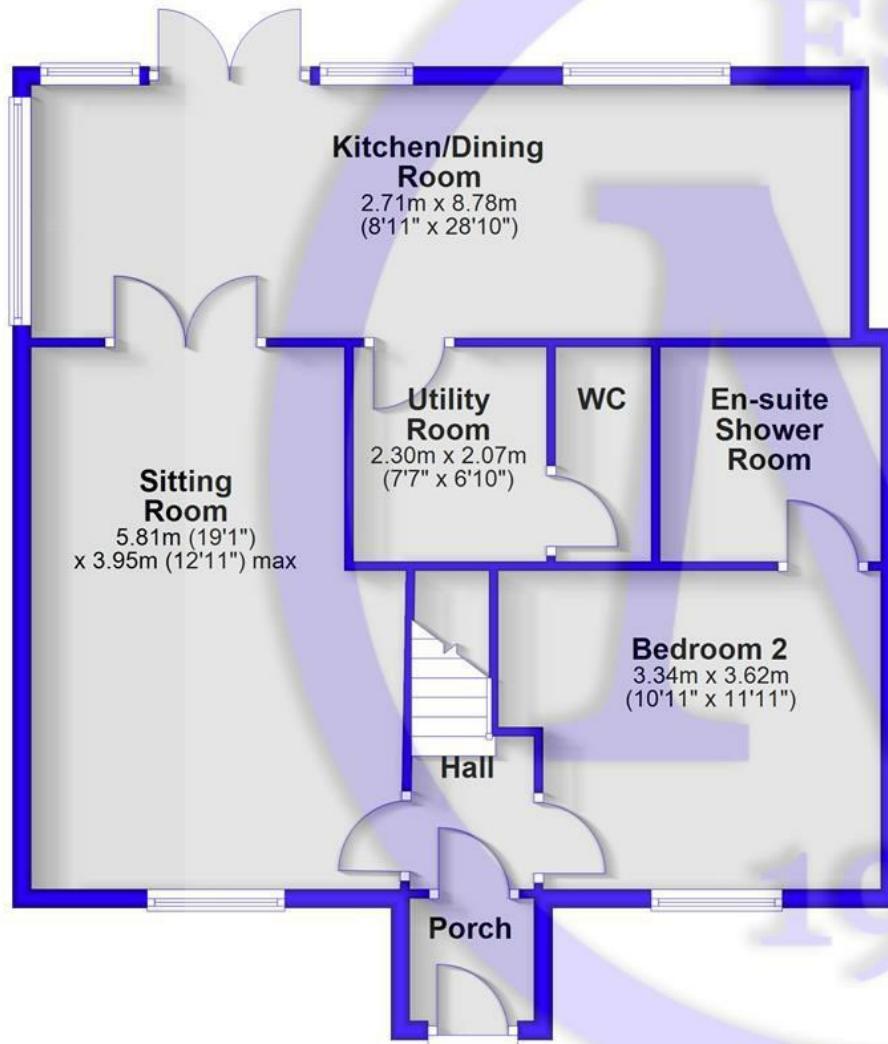 Kitchen/Dining
Room
2.71m x 8.78m
(8'11" x 28'10")
Utility
Room
2.30m x 2.07m
(7'7" x 6'10")
WC
En-suite
Shower
Room
Sitting
Room
5.81m (19'1")
x 3.95m (12'11") max
Bedroom 2
3.34m x 3.62m
(10'11" x 11'11")
Hall
Porch